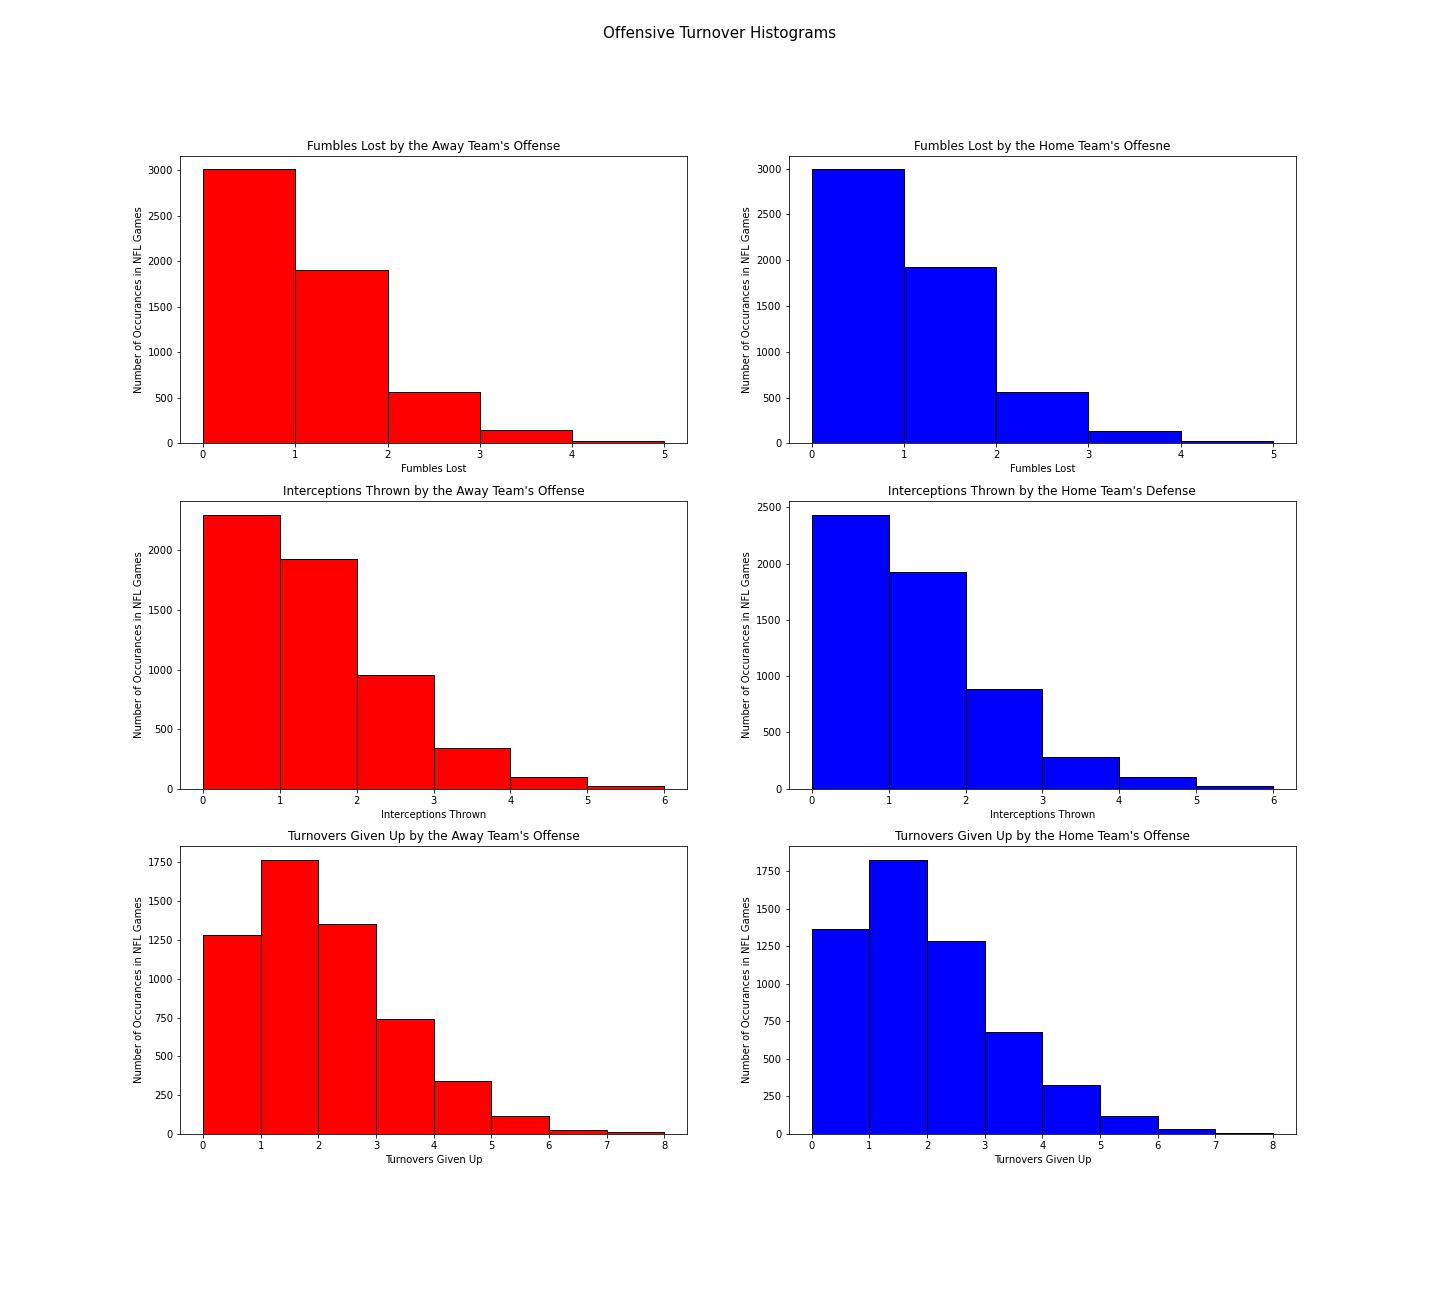 Offensive Turnover Histograms
Fumbles Lost by the Away Team's Offense
Number of Occurances in NFL Games
3000
2500
2000
1500
1000
500
0
0 1 2 3 4 5
Fumbles Lost
Fumbles Lost by the Home Team's Offesne
Number of Occurances in NFL Games
3000
2500
2000
1500
1000
500
0
0 1 2 3 4 5
Fumbles Lost
Interceptions Thrown by the Away Team's Offense
Number of Occurances in NFL Games
2000
1500
1000
500
0
0 1 2 3 4 5 6
Interceptions Thrown
Interceptions Thrown by the Home Team's Defense
Number of Occurances in NFL Games
2500
2000
1500
1000
500
0
0 1 2 3 4 5 6
Interceptions Thrown
Turnovers Given Up by the Away Team's Offense
Number of Occurances in NFL Games
1750
1500
1250
1000
750
500
250
0
0 1 2 3 4 5 6 7 8
Turnovers Given Up
Turnovers Given Up by the Home Team's Offense
Number of Occurances in NFL Games
1750
1500
1250
1000
750
500
250
0
0 1 2 3 4 5 6 7 8
Turnovers Given Up